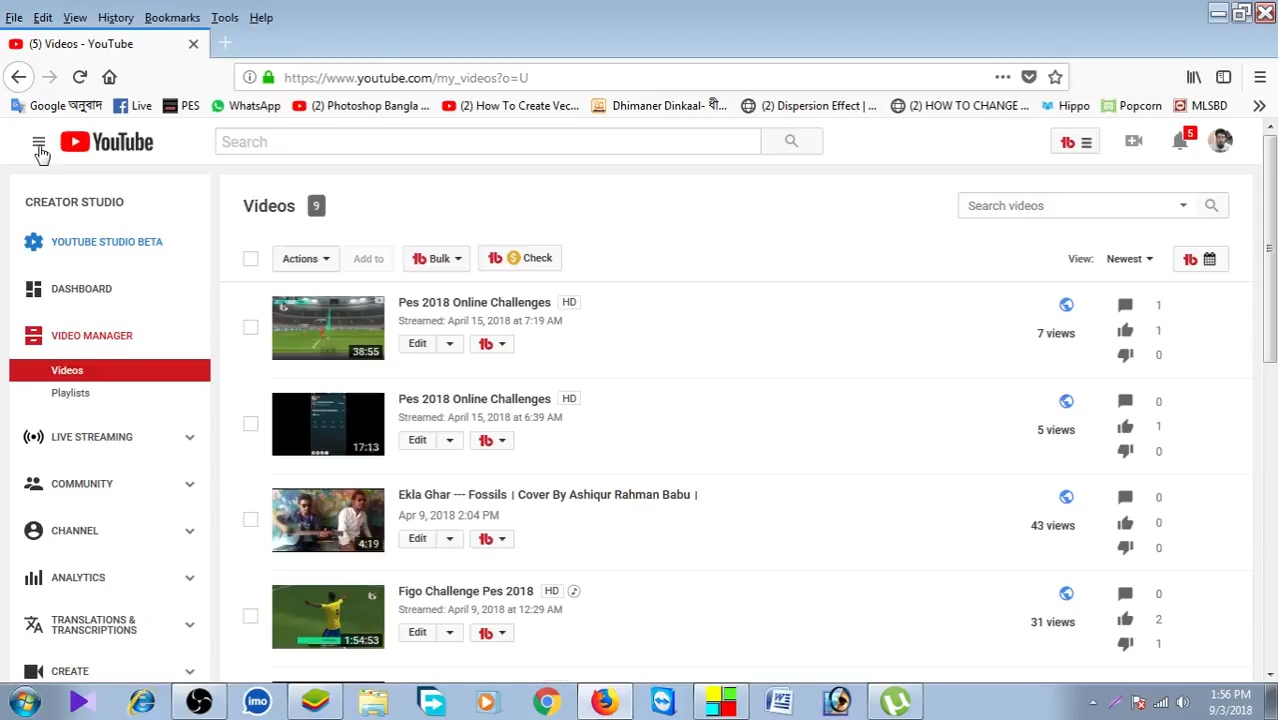 File Edit View History Bookmarks Tools Help
(5) Videos - YouTube
https://www.youtube.com/my_videos?o=U
Google অনুবাদ Live PES WhatsApp (2) Photoshop Bangla ... (2) How To Create Vec... Dhimaner Dinkaal- ধী... (2) Dispersion Effect | ... (2) HOW TO CHANGE ... Hippo Popcorn MLSBD
YouTube Search 5
CREATOR STUDIO
YOUTUBE STUDIO BETA
DASHBOARD
VIDEO MANAGER
Videos
Playlists
LIVE STREAMING
COMMUNITY
CHANNEL
ANALYTICS
TRANSLATIONS &
TRANSCRIPTIONS
CREATE
Videos 9 Search videos
Actions Add to tb Bulk tb $ Check View: Newest tb
Pes 2018 Online Challenges HD 1
Streamed: April 15, 2018 at 7:19 AM
38:55 Edit tb 7 views 1
0
Pes 2018 Online Challenges HD 0
Streamed: April 15, 2018 at 6:39 AM
17:13 Edit tb 5 views 1
0
Ekla Ghar --- Fossils । Cover By Ashiqur Rahman Babu । 0
Apr 9, 2018 2:04 PM
4:19 Edit tb 43 views 0
0
Figo Challenge Pes 2018 HD 0
Streamed: April 9, 2018 at 12:29 AM
1:54:53 Edit tb 31 views 2
1
imo
1:56 PM
9/3/2018